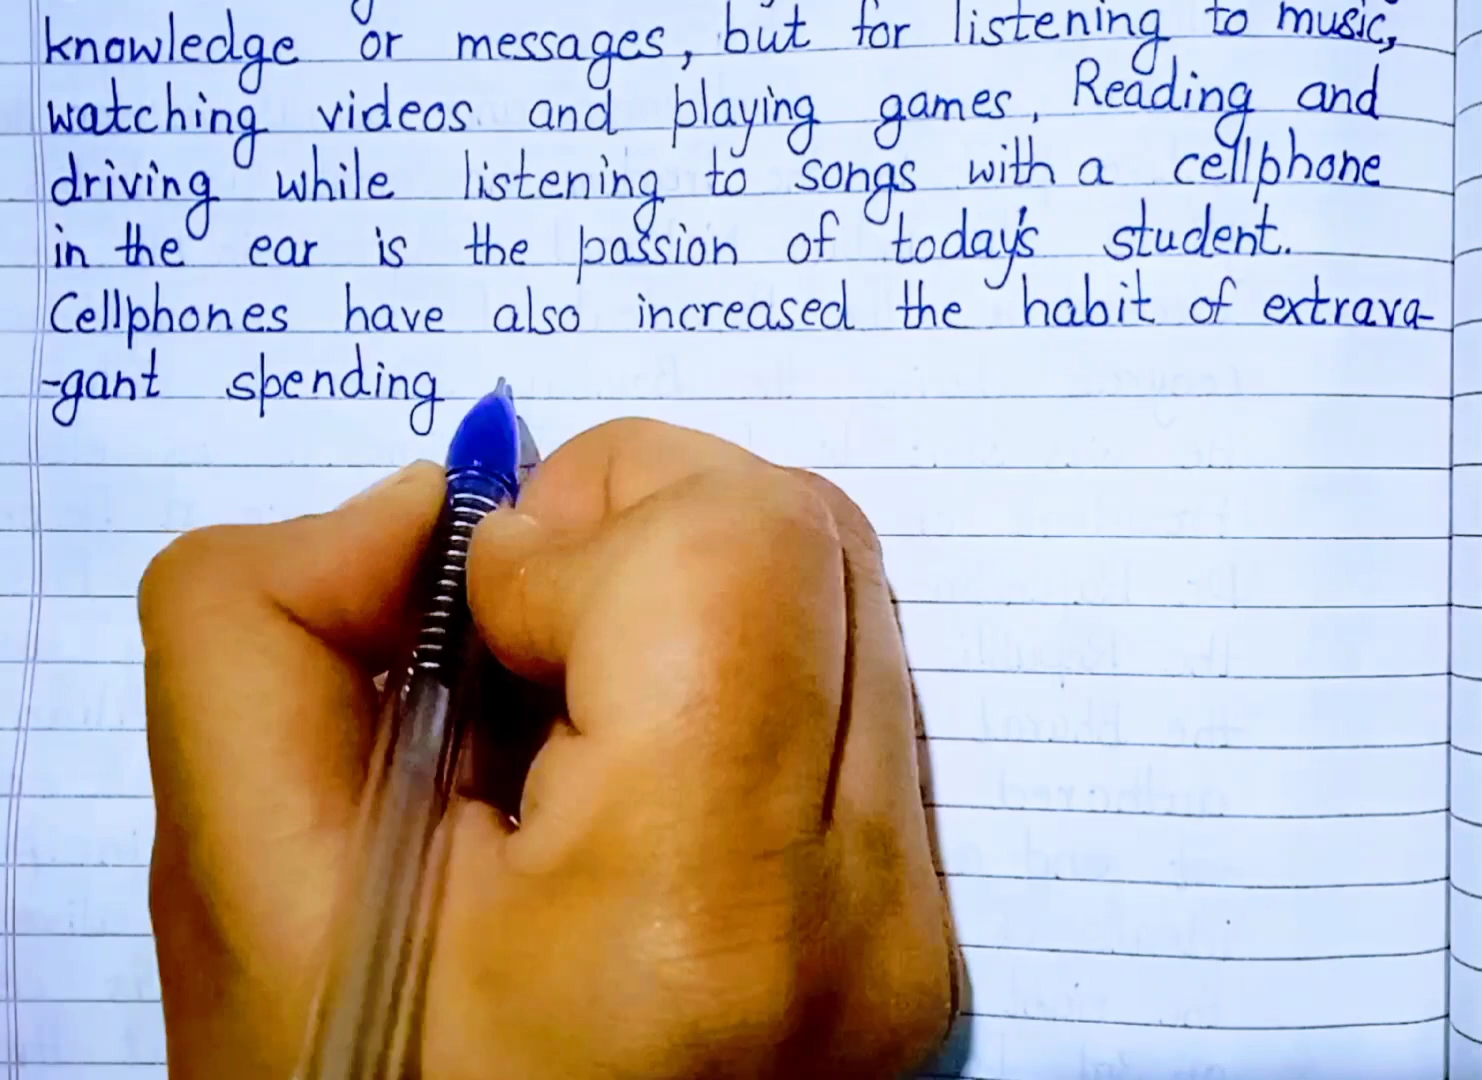 knowledge or messages, but for listening to music,
watching videos and playing games. Reading and
driving while listening to songs with a cellphone
in the ear is the passion of today's student.
Cellphones have also increased the habit of extrava-
-gant spending